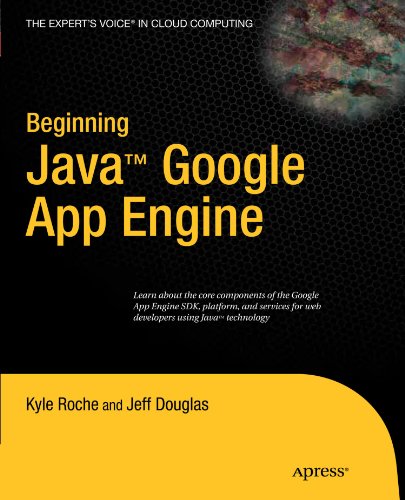 THE EXPERT'S VOICE® IN CLOUD COMPUTING
Beginning
Java™ Google
App Engine
Learn about the core components of the Google
App Engine SDK, platform, and services for web
developers using Java™ technology
Kyle Roche and Jeff Douglas
Apress®